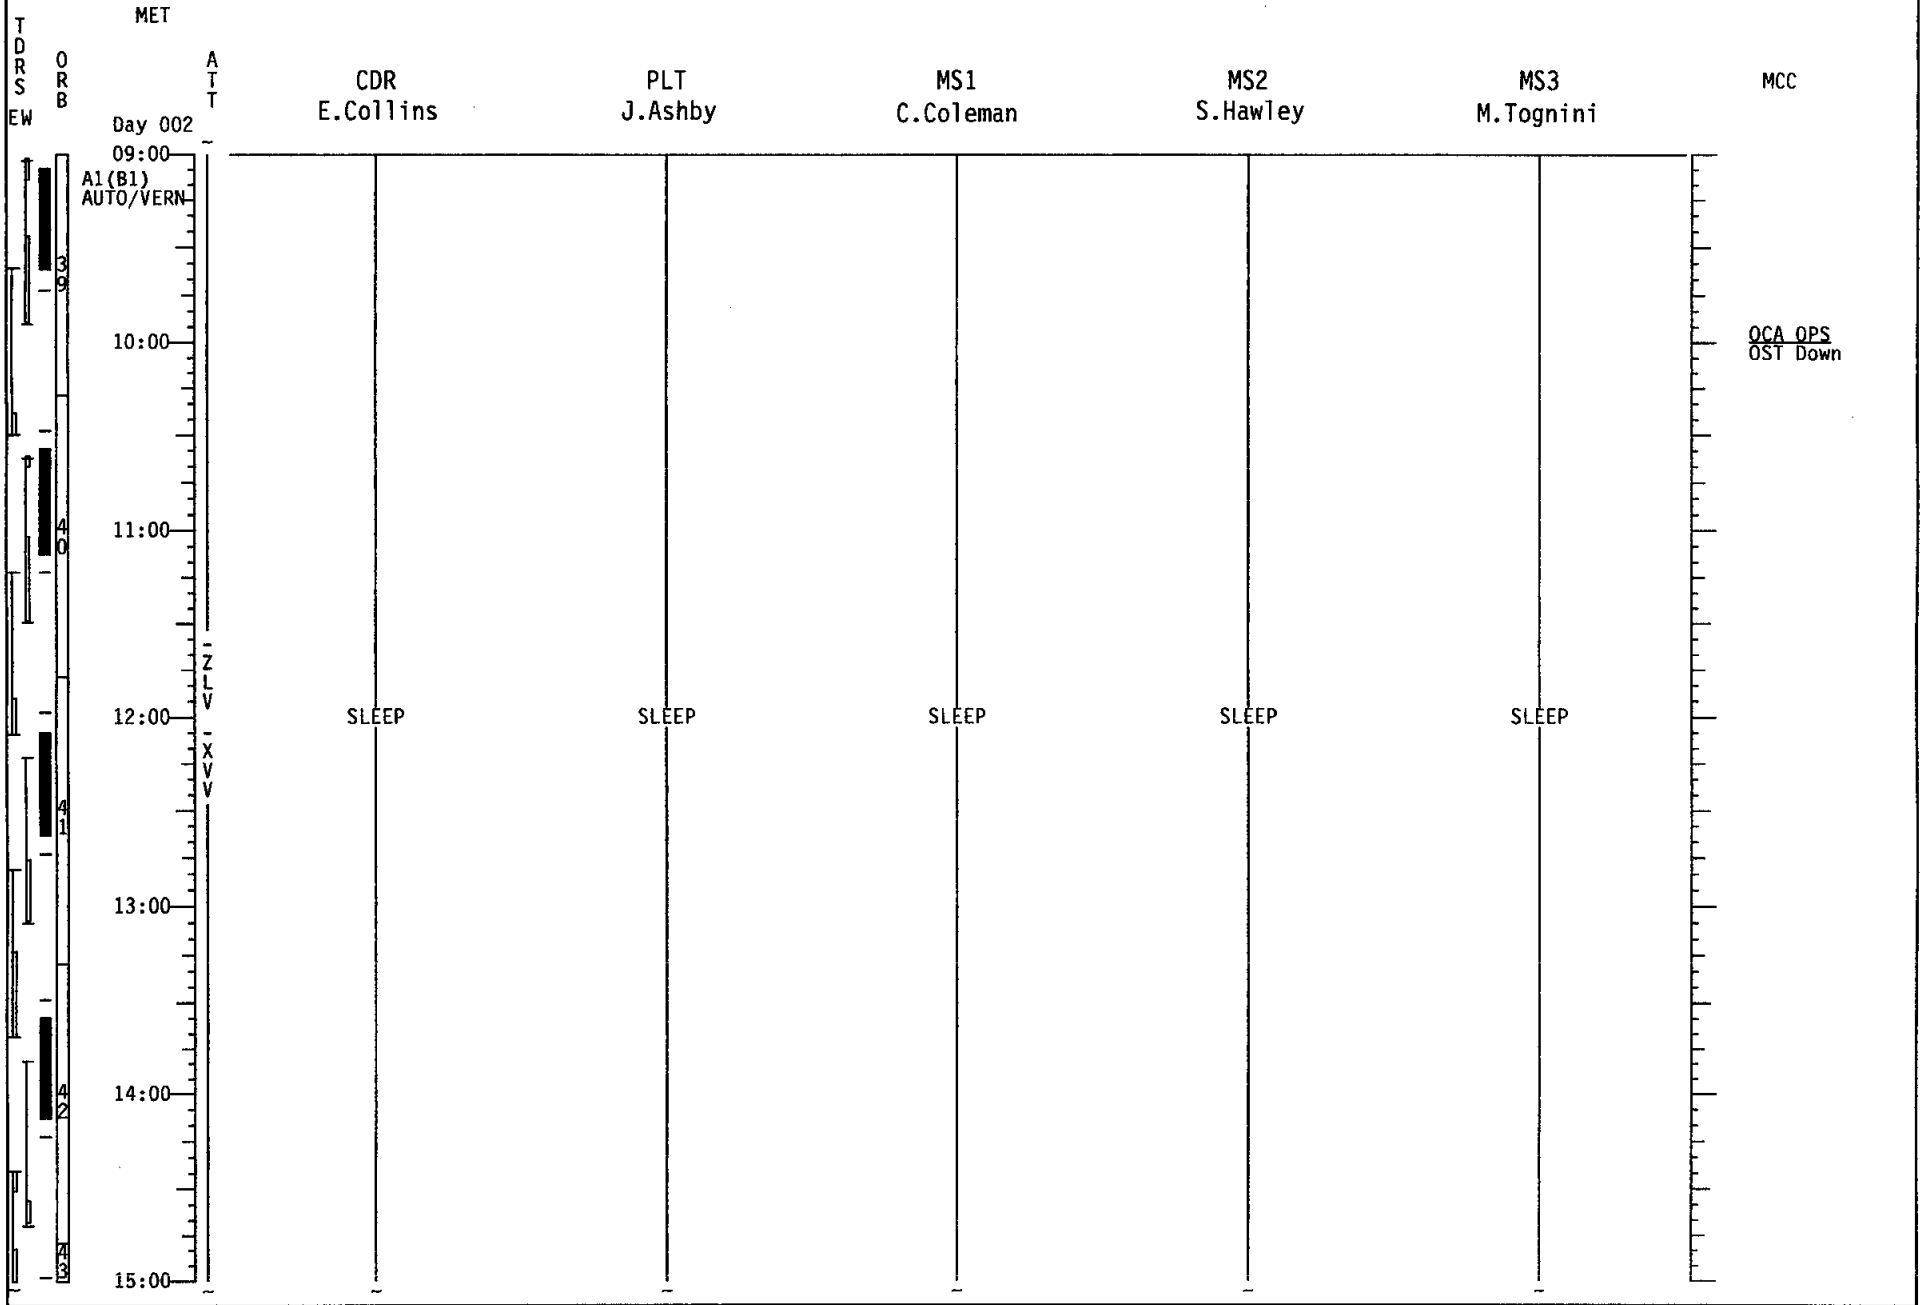 MET
TDRS
ORB
ATT
EW
CDR
E.Collins
PLT
J.Ashby
MS1
C.Coleman
MS2
S.Hawley
MS3
M.Tognini
MCC
Day 002
09:00
A1(B1)
AUTO/VERN
39
10:00
OCA OPS
OST Down
11:00
40
-ZLV
12:00
SLEEP
SLEEP
SLEEP
SLEEP
SLEEP
-XVV
41
13:00
14:00
42
43
15:00